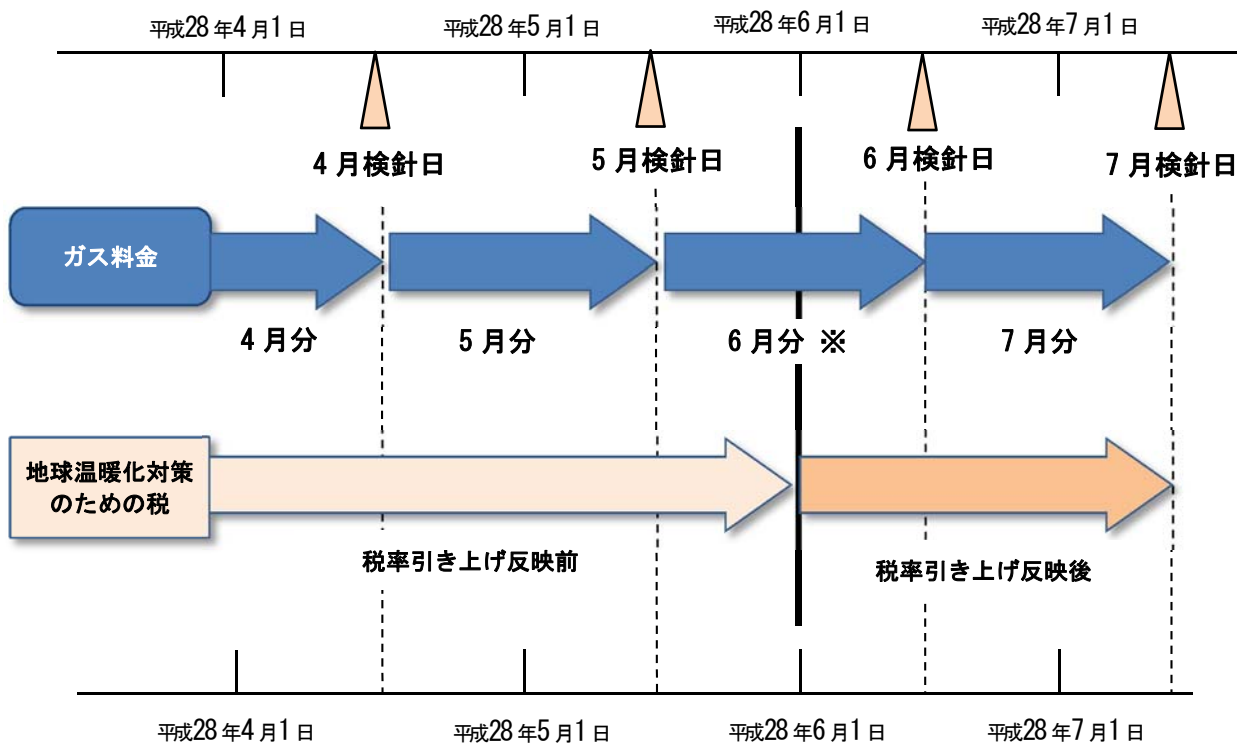 平成28年4月1日
平成28年5月1日
平成28年6月1日
平成28年7月1日
4月検針日
5月検針日
6月検針日
7月検針日
ガス料金
4月分
5月分
6月分 ※
7月分
地球温暖化対策
のための税
税率引き上げ反映前
税率引き上げ反映後
平成28年4月1日
平成28年5月1日
平成28年6月1日
平成28年7月1日